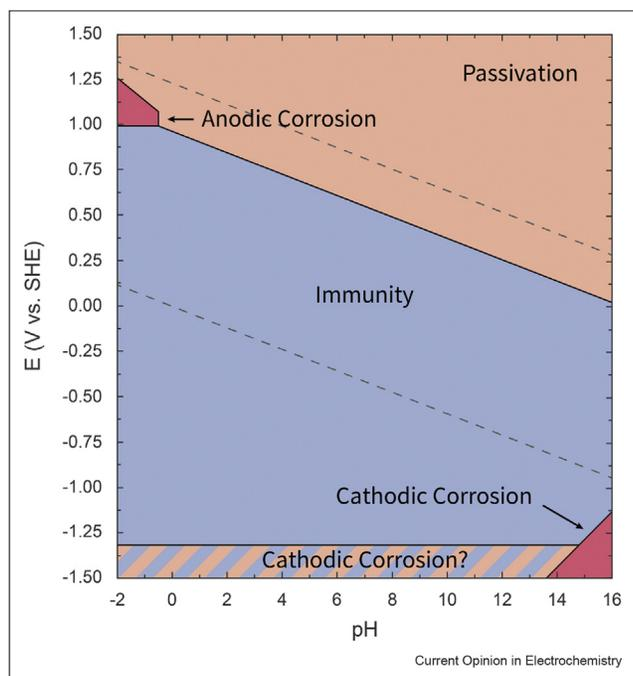 1.50
1.25
1.00
0.75
0.50
0.25
0.00
-0.25
-0.50
-0.75
-1.00
-1.25
-1.50
E (V vs. SHE)
Passivation
Anodic Corrosion
Immunity
Cathodic Corrosion
Cathodic Corrosion?
-2 0 2 4 6 8 10 12 14 16
pH
Current Opinion in Electrochemistry